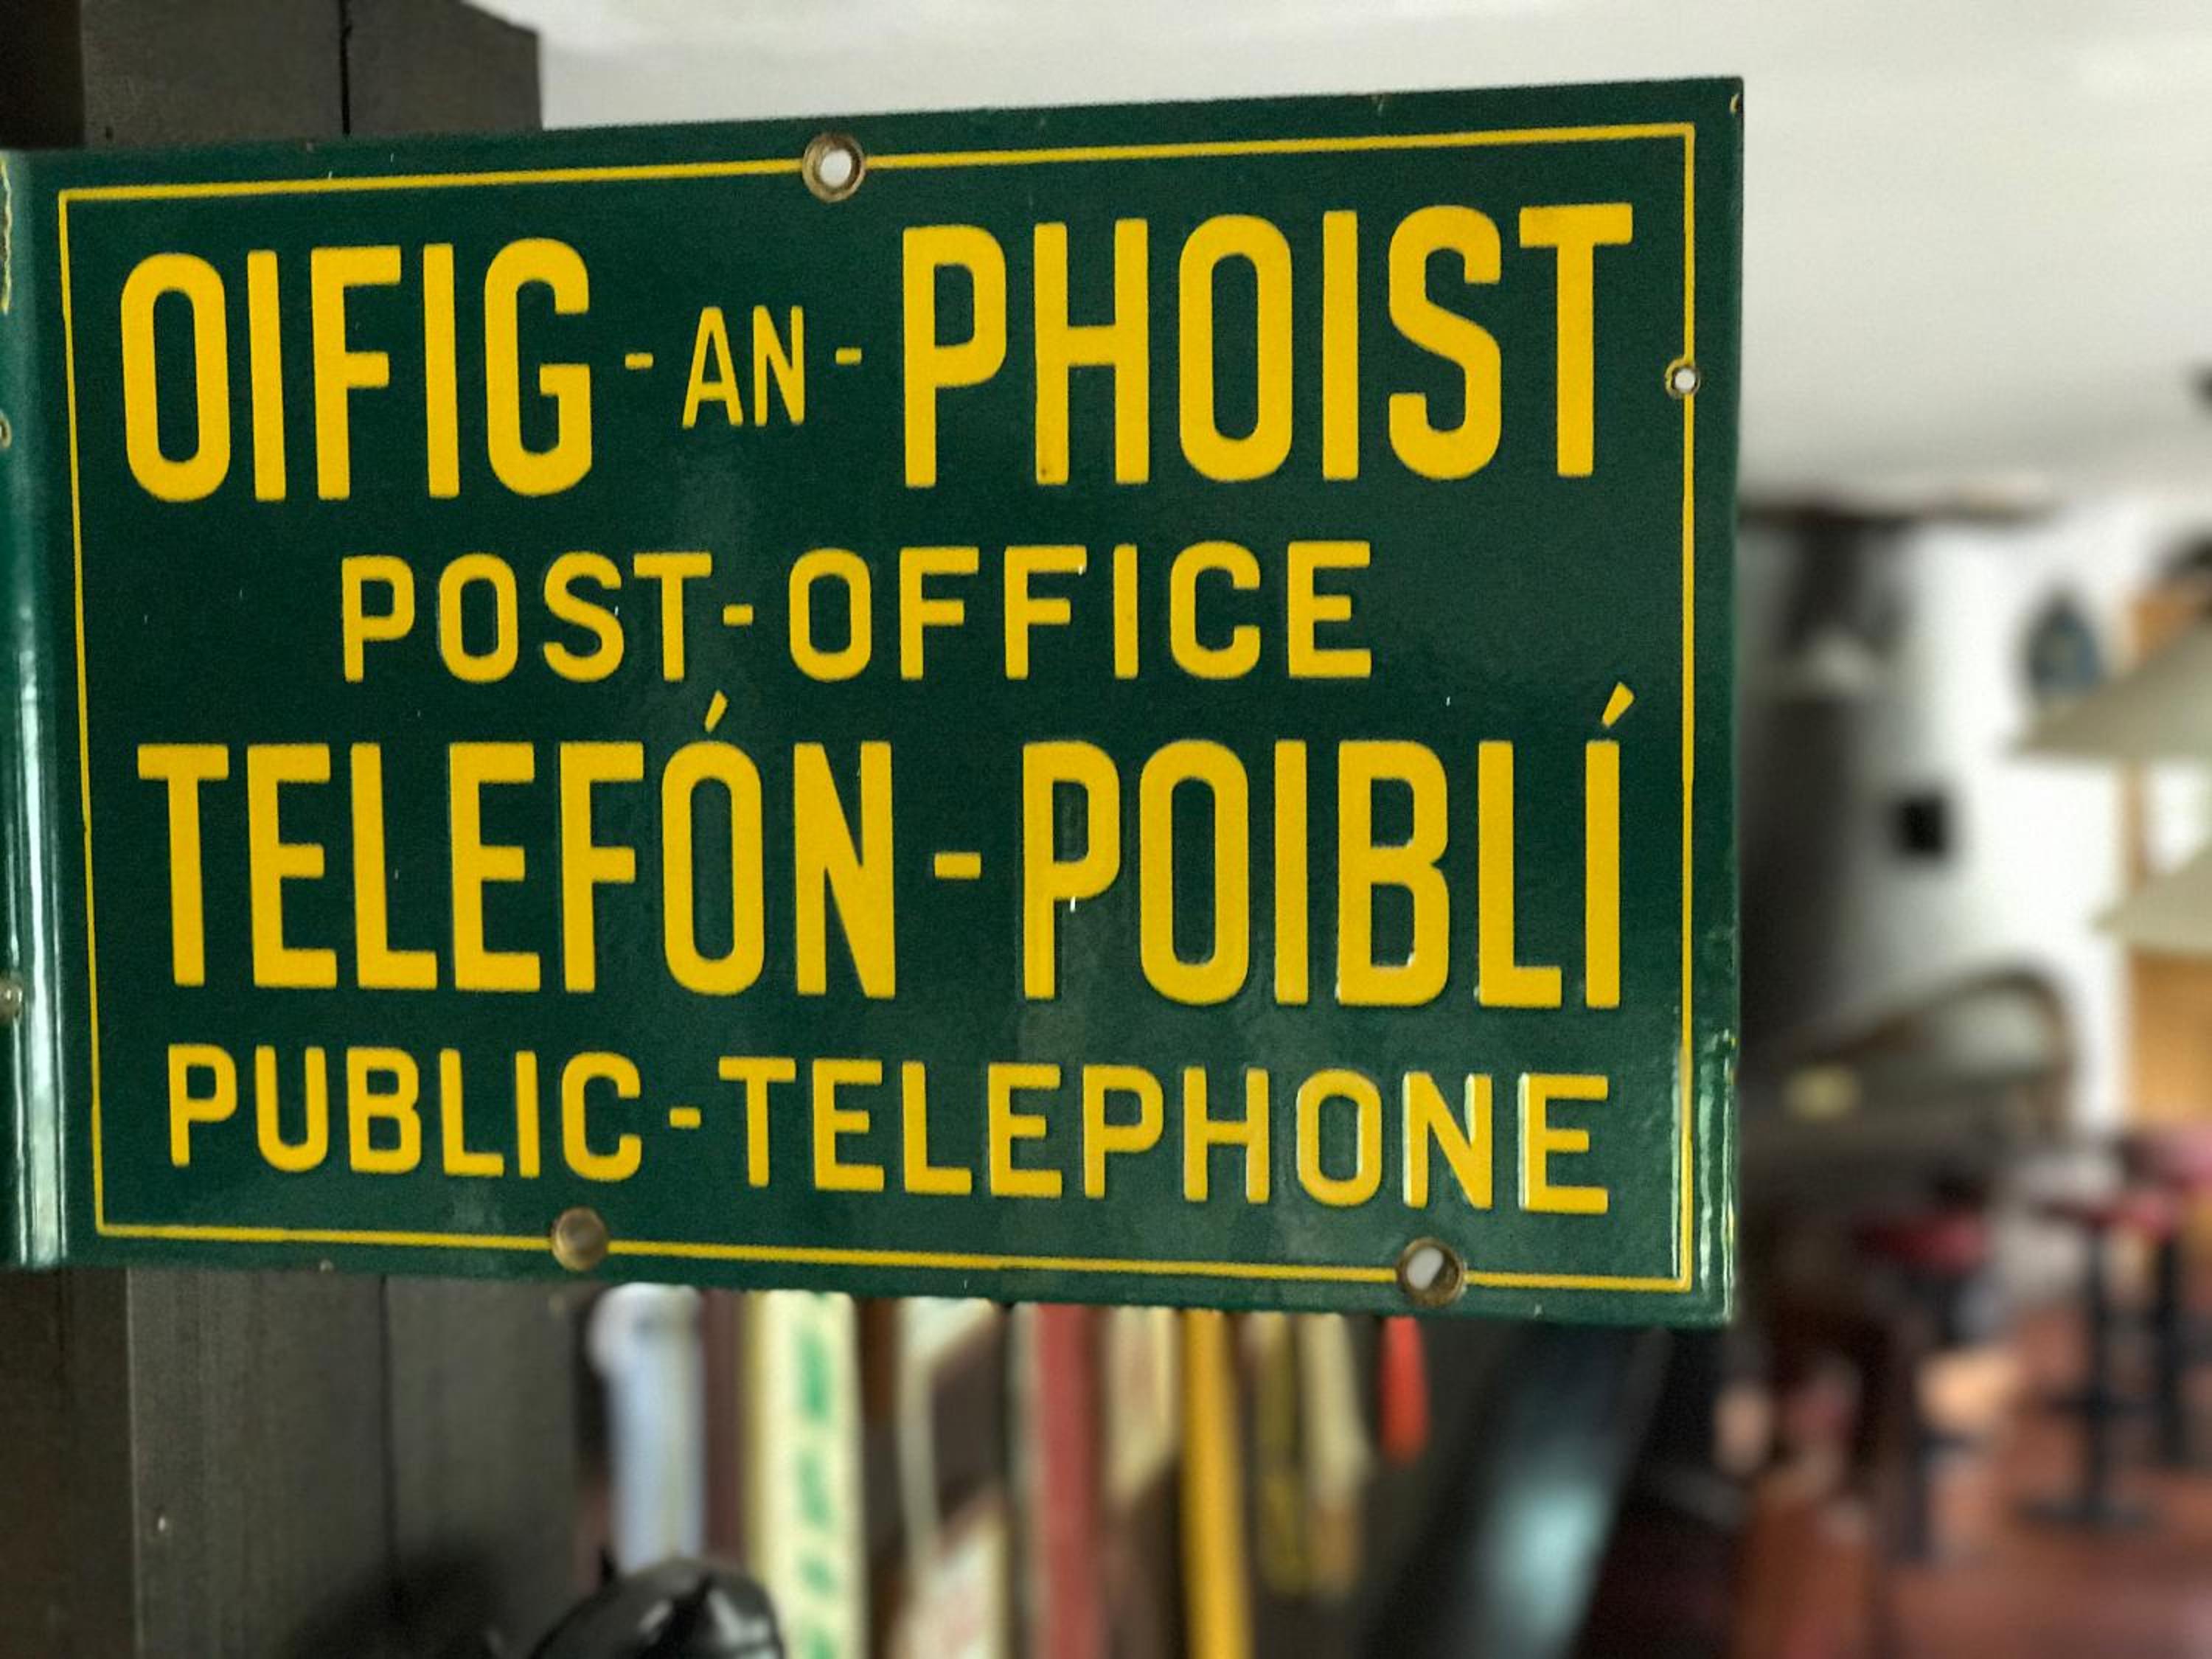 OIFIG-AN-PHOIST
POST-OFFICE
TELEFÓN-POIBLÍ
PUBLIC-TELEPHONE